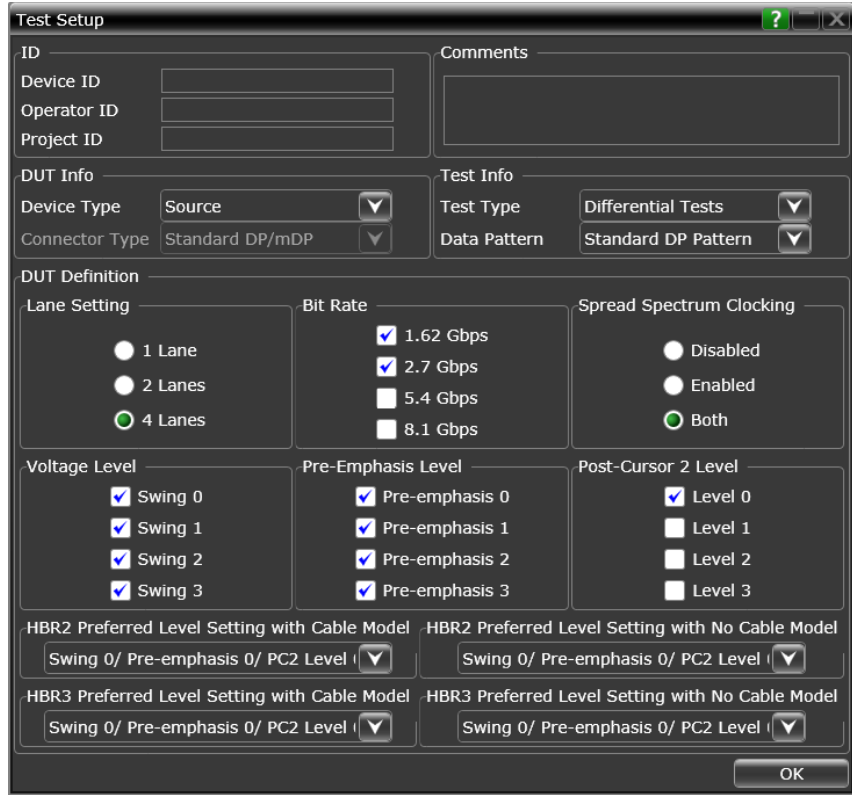 Test Setup
?
X
ID
Device ID
Operator ID
Project ID
Comments
DUT Info
Device Type Source
Connector Type Standard DP/mDP
Test Info
Test Type Differential Tests
Data Pattern Standard DP Pattern
DUT Definition
Lane Setting
1 Lane
2 Lanes
4 Lanes
Bit Rate
1.62 Gbps
2.7 Gbps
5.4 Gbps
8.1 Gbps
Spread Spectrum Clocking
Disabled
Enabled
Both
Voltage Level
Swing 0
Swing 1
Swing 2
Swing 3
Pre-Emphasis Level
Pre-emphasis 0
Pre-emphasis 1
Pre-emphasis 2
Pre-emphasis 3
Post-Cursor 2 Level
Level 0
Level 1
Level 2
Level 3
HBR2 Preferred Level Setting with Cable Model
Swing 0/ Pre-emphasis 0/ PC2 Level
HBR2 Preferred Level Setting with No Cable Model
Swing 0/ Pre-emphasis 0/ PC2 Level
HBR3 Preferred Level Setting with Cable Model
Swing 0/ Pre-emphasis 0/ PC2 Level
HBR3 Preferred Level Setting with No Cable Model
Swing 0/ Pre-emphasis 0/ PC2 Level
OK